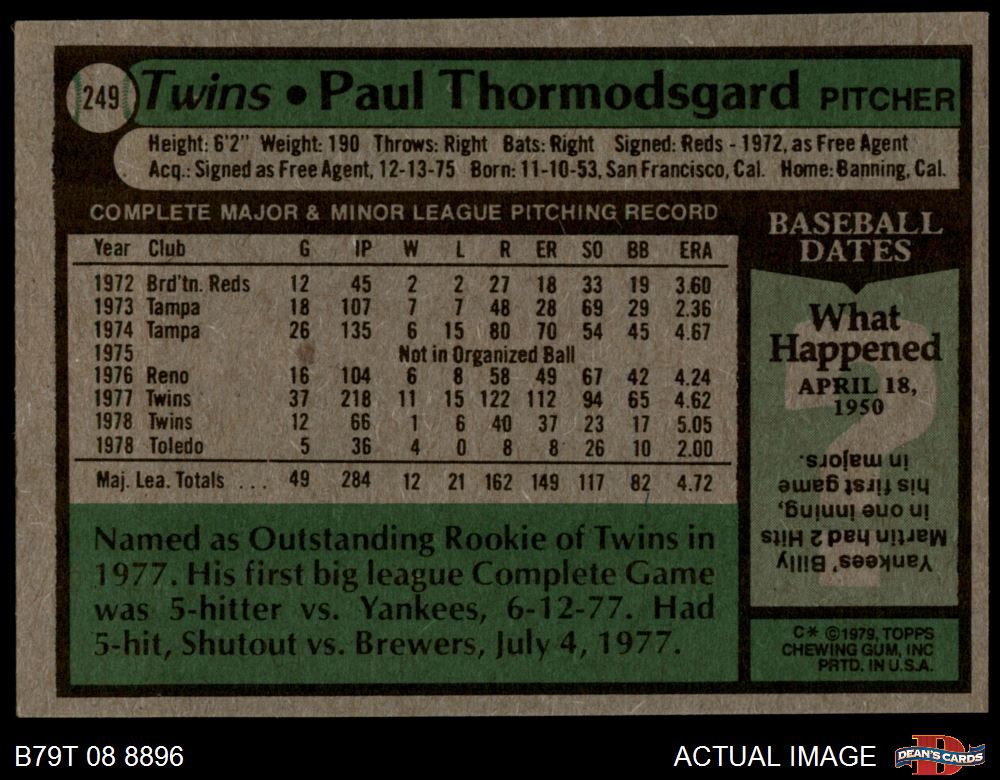 249 Twins • Paul Thormodsgard PITCHER
Height: 6'2" Weight: 190 Throws: Right Bats: Right Signed: Reds - 1972, as Free Agent
Acq.: Signed as Free Agent, 12-13-75 Born: 11-10-53, San Francisco, Cal. Home: Banning, Cal.
COMPLETE MAJOR & MINOR LEAGUE PITCHING RECORD
Year Club G IP W L R ER SO BB ERA
1972 Brd'tn. Reds 12 45 2 2 27 18 33 19 3.60
1973 Tampa 18 107 7 7 48 28 69 29 2.36
1974 Tampa 26 135 6 15 80 70 54 45 4.67
1975 Not in Organized Ball
1976 Reno 16 104 6 8 58 49 67 42 4.24
1977 Twins 37 218 11 15 122 112 94 65 4.62
1978 Twins 12 66 1 6 40 37 23 17 5.05
1978 Toledo 5 36 4 0 8 8 26 10 2.00
Maj. Lea. Totals ... 49 284 12 21 162 149 117 82 4.72
Named as Outstanding Rookie of Twins in
1977. His first big league Complete Game
was 5-hitter vs. Yankees, 6-12-77. Had
5-hit, Shutout vs. Brewers, July 4, 1977.
BASEBALL
DATES
What
Happened
APRIL 18,
1950
?
Yankees' Billy
Martin had 2 Hits
in one inning,
his first game
in majors.
C* ©1979, TOPPS
CHEWING GUM, INC
PRTD. IN U.S.A.
B79T 08 8896
ACTUAL IMAGE
D
DEAN'S CARDS